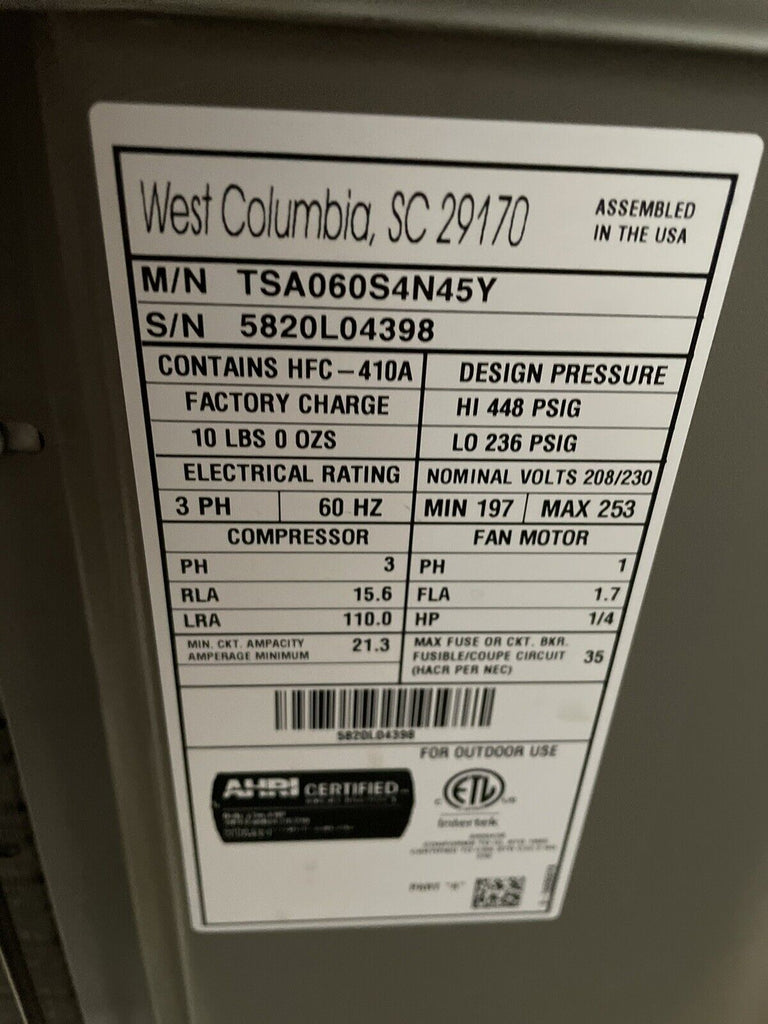 West Columbia, SC 29170
ASSEMBLED
IN THE USA
M/N TSA060S4N45Y
S/N 5820L04398
CONTAINS HFC-410A
DESIGN PRESSURE
FACTORY CHARGE
HI 448 PSIG
10 LBS 0 OZS
LO 236 PSIG
ELECTRICAL RATING
NOMINAL VOLTS 208/230
3 PH 60 HZ
MIN 197 MAX 253
COMPRESSOR
FAN MOTOR
PH 3
PH 1
RLA 15.6
FLA 1.7
LRA 110.0
HP 1/4
MIN. CKT. AMPACITY
AMPERAGE MINIMUM
21.3
MAX FUSE OR CKT. BKR.
FUSIBLE/COUPE CIRCUIT
(HACR PER NEC)
35
5820L04398
FOR OUTDOOR USE
AHRI CERTIFIED
ETL
C US
Intertek